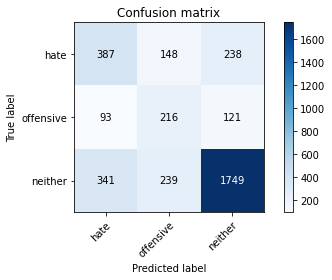 Confusion matrix
hate 387 148 238
offensive 93 216 121
neither 341 239 1749
hate offensive neither
True label
Predicted label
1600
1400
1200
1000
800
600
400
200